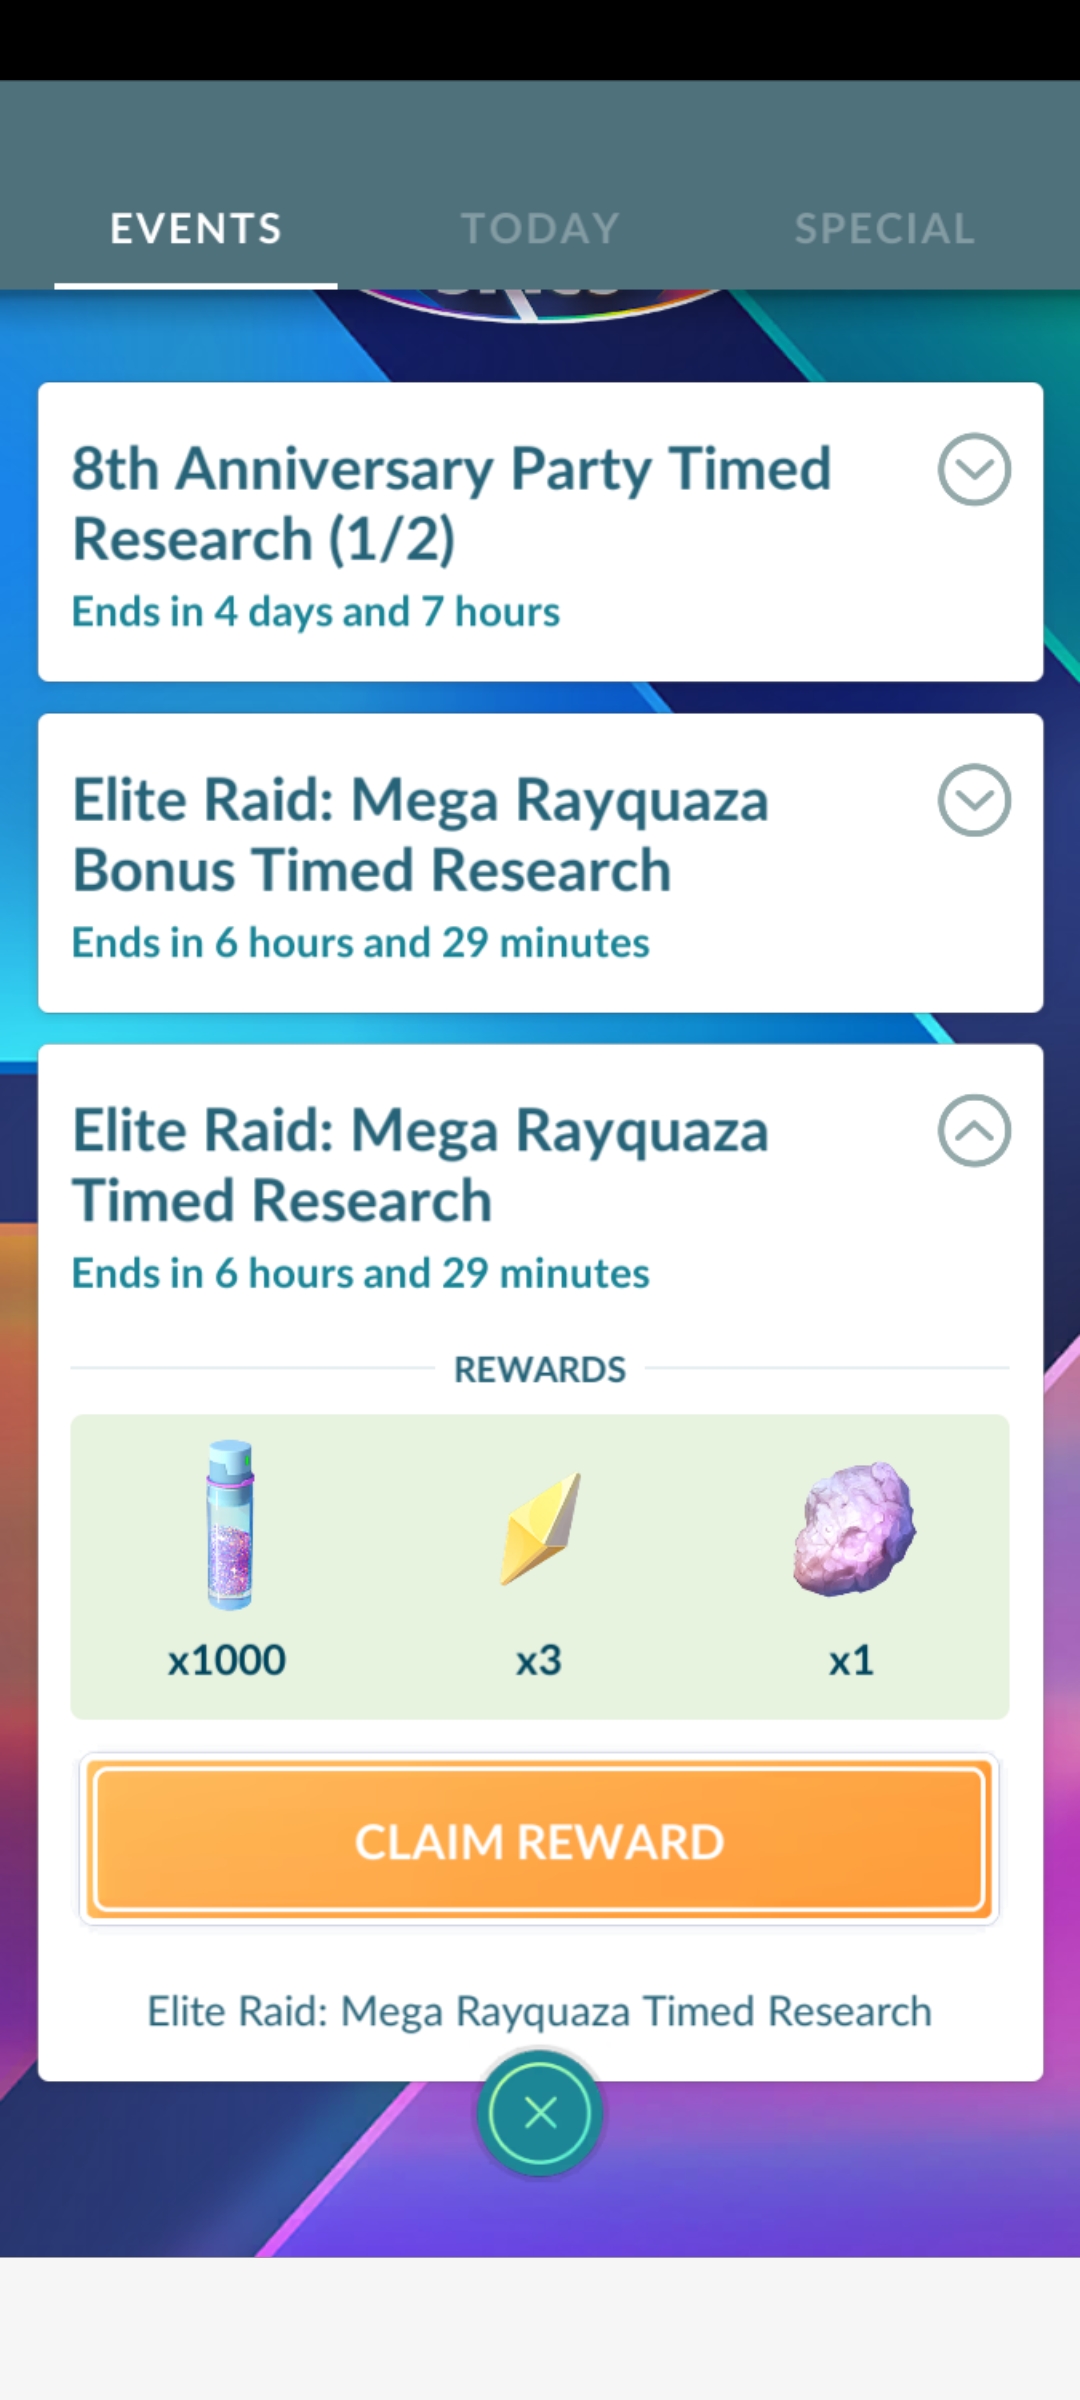 EVENTS
TODAY
SPECIAL
8th Anniversary Party Timed
Research (1/2)
Ends in 4 days and 7 hours
Elite Raid: Mega Rayquaza
Bonus Timed Research
Ends in 6 hours and 29 minutes
Elite Raid: Mega Rayquaza
Timed Research
Ends in 6 hours and 29 minutes
REWARDS
x1000
x3
x1
CLAIM REWARD
Elite Raid: Mega Rayquaza Timed Research